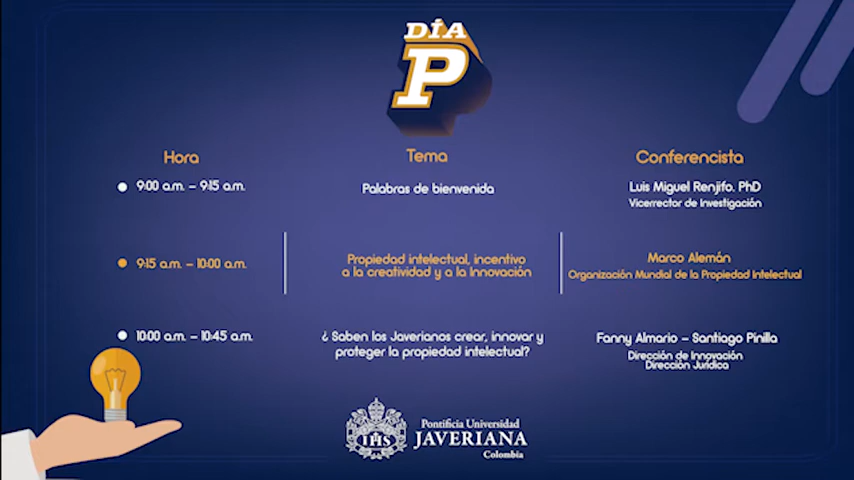 DÍA
P
Hora
Tema
Conferencista
9:00 a.m. – 9:15 a.m.
Palabras de bienvenida
Luis Miguel Renjifo. PhD
Vicerrector de Investigación
9:15 a.m. – 10:00 a.m.
Propiedad intelectual, incentivo
a la creatividad y a la Innovación
Marco Alemán
Organización Mundial de la Propiedad Intelectual
10:00 a.m. – 10:45 a.m.
¿ Saben los Javerianos crear, innovar y
proteger la propiedad intelectual?
Fanny Almario – Santiago Pinilla
Dirección de Innovación
Dirección Jurídica
IHS
Pontificia Universidad
JAVERIANA
Colombia